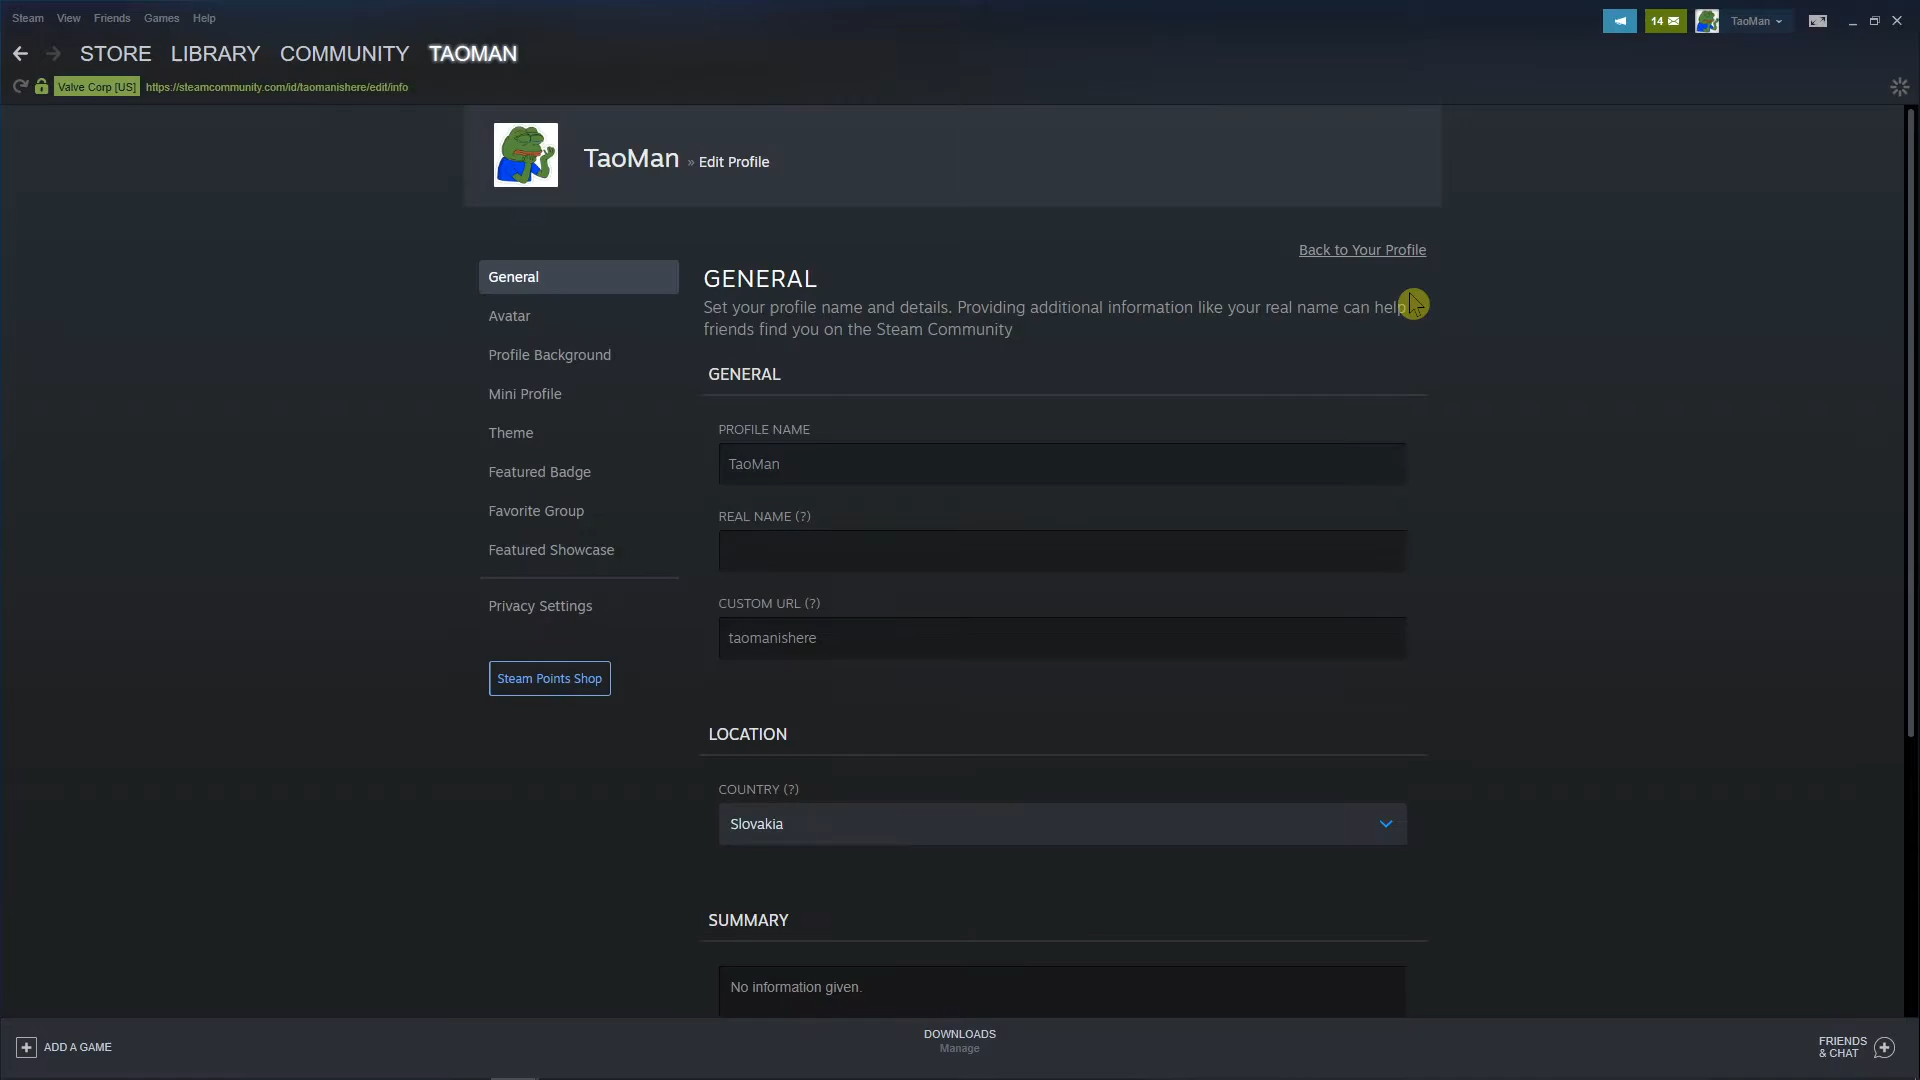 Steam View Friends Games Help
14
TaoMan
STORE LIBRARY COMMUNITY TAOMAN
Valve Corp [US] https://steamcommunity.com/id/taomanishere/edit/info
TaoMan » Edit Profile
Back to Your Profile
General
Avatar
Profile Background
Mini Profile
Theme
Featured Badge
Favorite Group
Featured Showcase
Privacy Settings
Steam Points Shop
GENERAL
Set your profile name and details. Providing additional information like your real name can help
friends find you on the Steam Community
GENERAL
PROFILE NAME
TaoMan
REAL NAME (?)
CUSTOM URL (?)
taomanishere
LOCATION
COUNTRY (?)
Slovakia
SUMMARY
No information given.
ADD A GAME
DOWNLOADS
Manage
FRIENDS
& CHAT